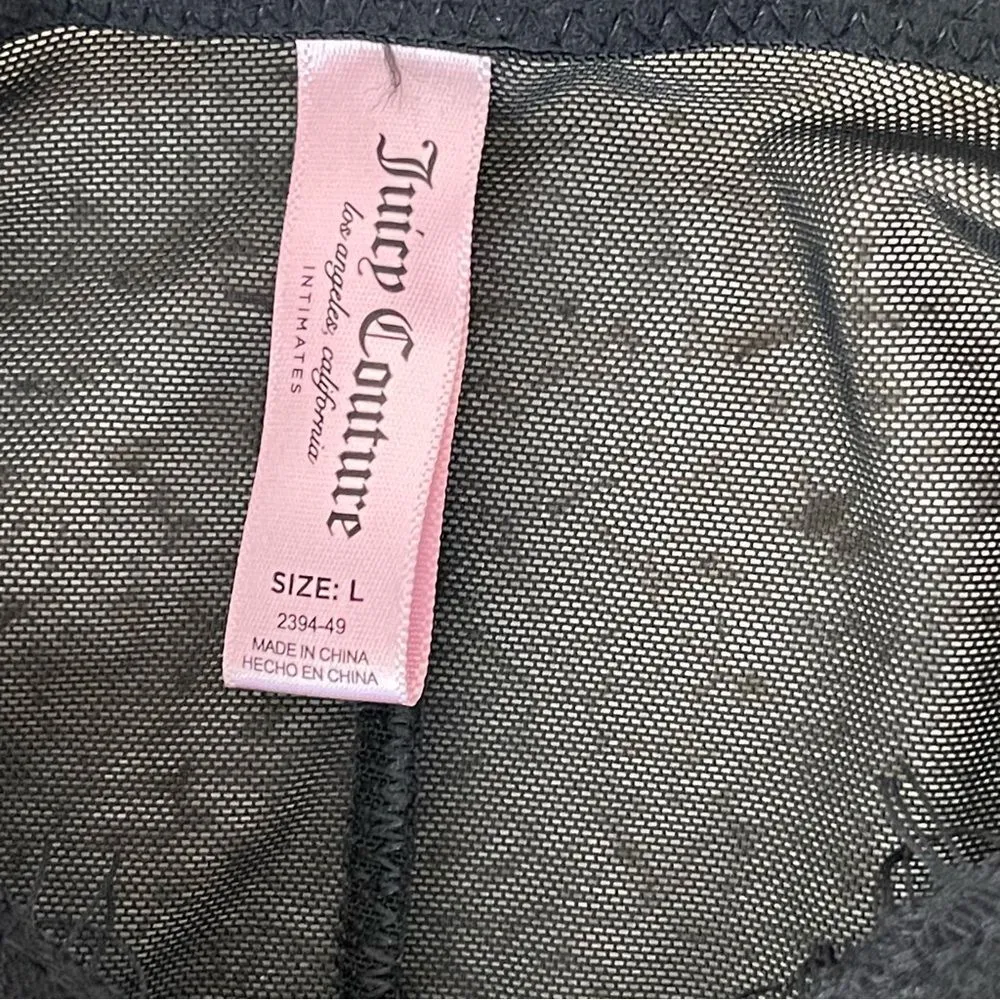 Juicy Couture
los angeles, california
INTIMATES
SIZE: L
2394-49
MADE IN CHINA
HECHO EN CHINA